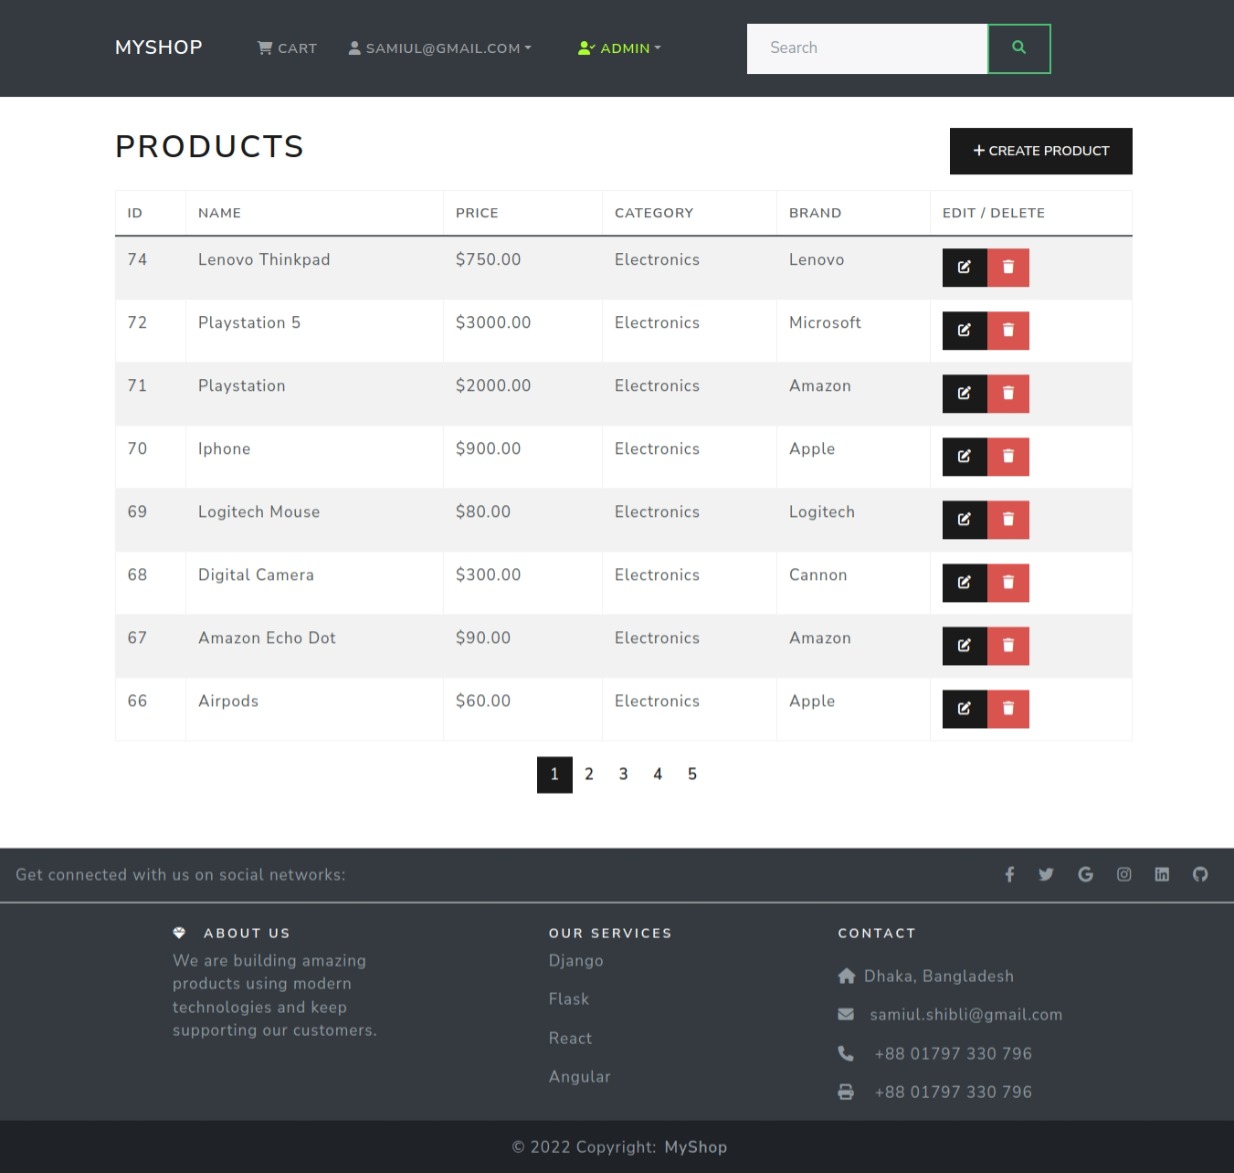 MYSHOP CART SAMIUL@GMAIL.COM ADMIN Search
PRODUCTS
+ CREATE PRODUCT
ID NAME PRICE CATEGORY BRAND EDIT / DELETE
74 Lenovo Thinkpad $750.00 Electronics Lenovo
72 Playstation 5 $3000.00 Electronics Microsoft
71 Playstation $2000.00 Electronics Amazon
70 Iphone $900.00 Electronics Apple
69 Logitech Mouse $80.00 Electronics Logitech
68 Digital Camera $300.00 Electronics Cannon
67 Amazon Echo Dot $90.00 Electronics Amazon
66 Airpods $60.00 Electronics Apple
1 2 3 4 5
Get connected with us on social networks:
ABOUT US
We are building amazing
products using modern
technologies and keep
supporting our customers.
OUR SERVICES
Django
Flask
React
Angular
CONTACT
Dhaka, Bangladesh
samiul.shibli@gmail.com
+88 01797 330 796
+88 01797 330 796
© 2022 Copyright: MyShop